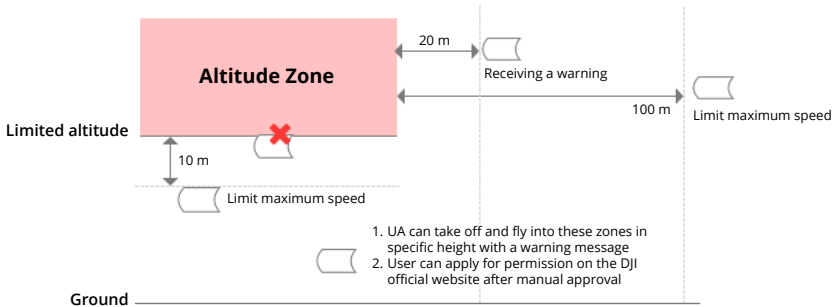 20 m
Altitude Zone
Receiving a warning
100 m
Limit maximum speed
Limited altitude
10 m
Limit maximum speed
1. UA can take off and fly into these zones in
specific height with a warning message
2. User can apply for permission on the DJI
official website after manual approval
Ground